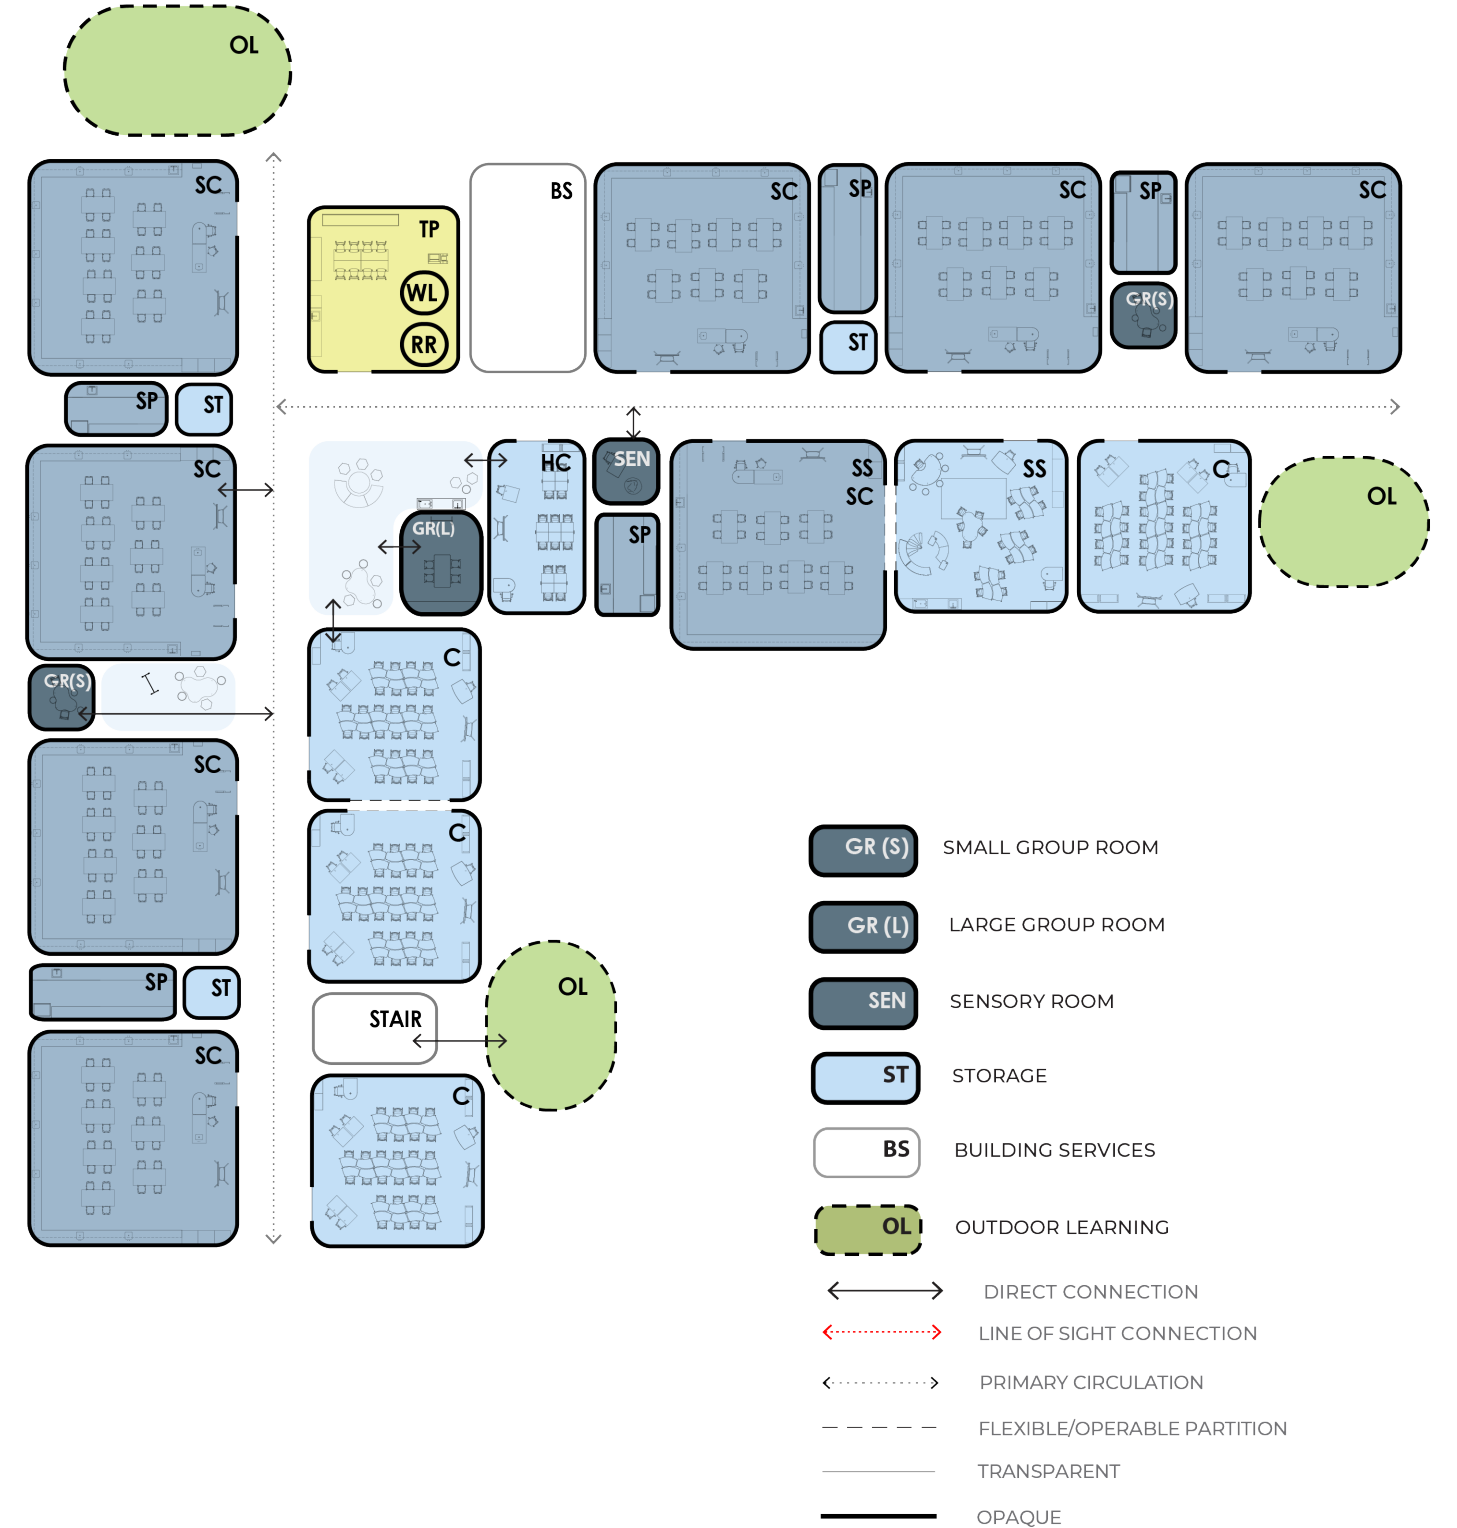 OL
SC
TP
WL
RR
BS
SC
SP
ST
SC
SP
GR(S)
SC
SP
ST
SC
HC
GR(L)
SEN
SP
SS
SC
SS
C
OL
C
GR(S)
SC
C
SP
ST
STAIR
OL
SC
C
GR (S) SMALL GROUP ROOM
GR (L) LARGE GROUP ROOM
SEN SENSORY ROOM
ST STORAGE
BS BUILDING SERVICES
OL OUTDOOR LEARNING
DIRECT CONNECTION
LINE OF SIGHT CONNECTION
PRIMARY CIRCULATION
FLEXIBLE/OPERABLE PARTITION
TRANSPARENT
OPAQUE